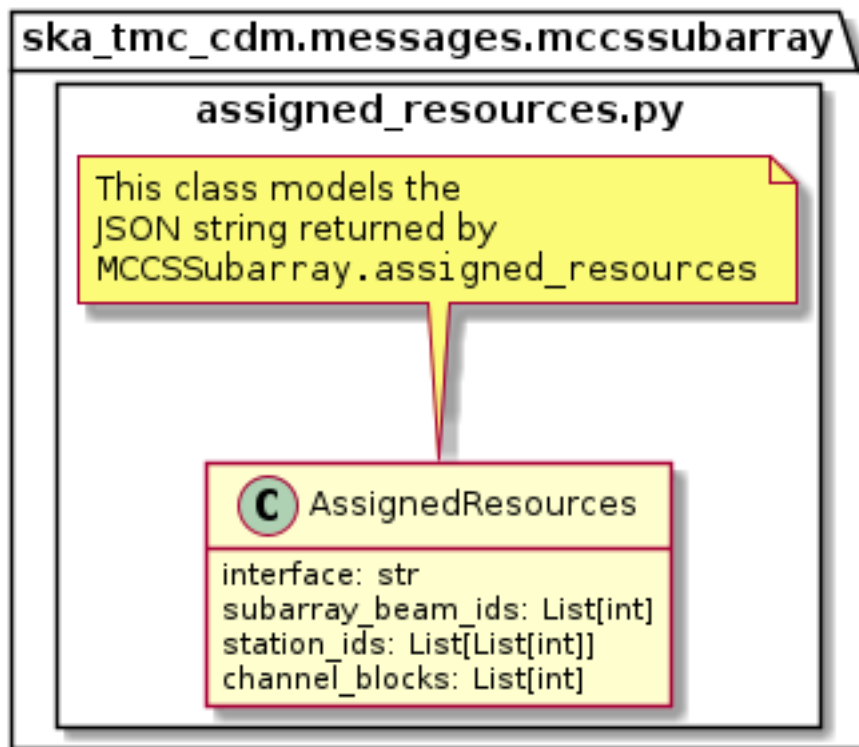 ska_tmc_cdm.messages.mccssubarray
assigned_resources.py
This class models the
JSON string returned by
MCCSSubarray.assigned_resources
C AssignedResources
interface: str
subarray_beam_ids: List[int]
station_ids: List[List[int]]
channel_blocks: List[int]